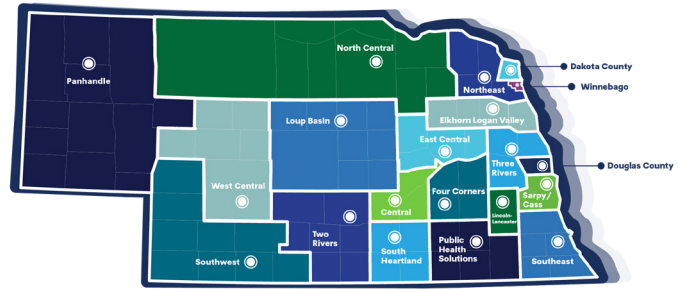 North Central
Dakota County
Panhandle
Northeast
Winnebago
Loup Basin
Elkhorn Logan Valley
East Central
Three
Rivers
Douglas County
West Central
Four Corners
Sarpy/
Cass
Central
Lincoln-
Lancaster
Two
Rivers
South
Heartland
Public
Health
Solutions
Southwest
Southeast